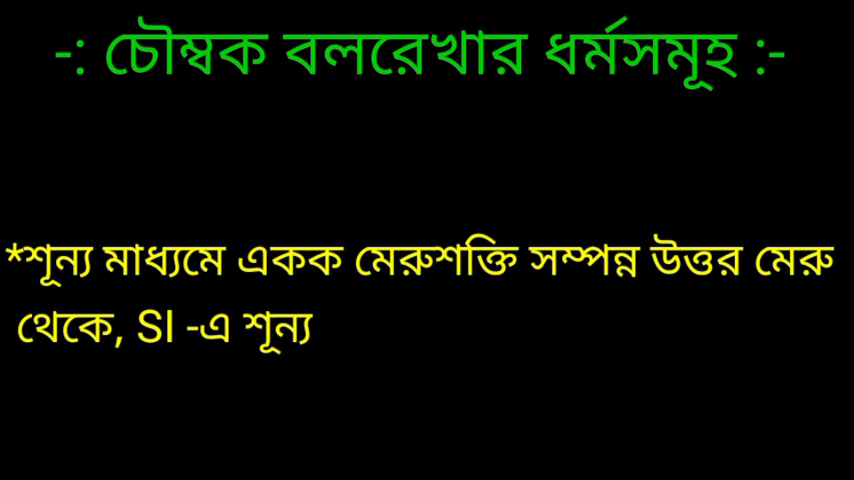 -: চৌম্বক বলরেখার ধর্মসমূহ :-
*শূন্য মাধ্যমে একক মেরুশক্তি সম্পন্ন উত্তর মেরু
থেকে, SI -এ শূন্য